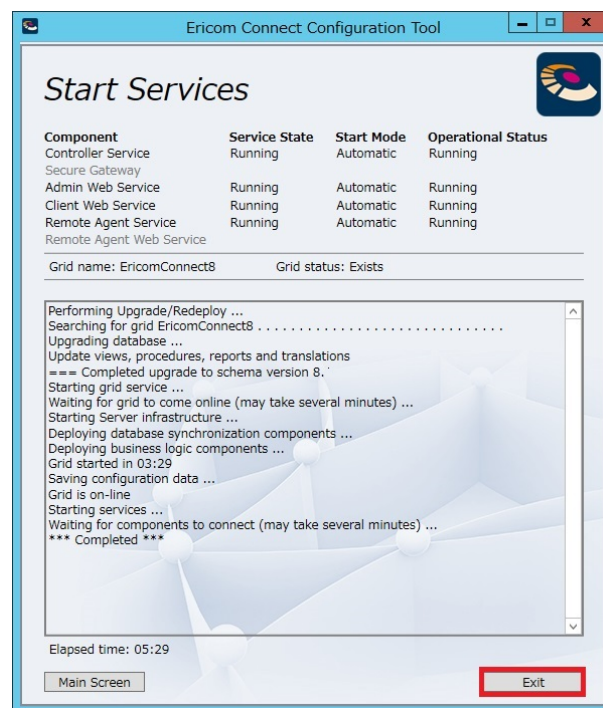 Ericom Connect Configuration Tool
Start Services
Component Service State Start Mode Operational Status
Controller Service Running Automatic Running
Secure Gateway
Admin Web Service Running Automatic Running
Client Web Service Running Automatic Running
Remote Agent Service Running Automatic Running
Remote Agent Web Service
Grid name: EricomConnect8 Grid status: Exists
Performing Upgrade/Redeploy ...
Searching for grid EricomConnect8 . . . . . . . . . . . . . . . . . . . . . . . . . . . . . . .
Upgrading database ...
Update views, procedures, reports and translations
=== Completed upgrade to schema version 8.
Starting grid service ...
Waiting for grid to come online (may take several minutes) ...
Starting Server infrastructure ...
Deploying database synchronization components ...
Deploying business logic components ...
Grid started in 03:29
Saving configuration data ...
Grid is on-line
Starting services ...
Waiting for components to connect (may take several minutes) ...
*** Completed ***
Elapsed time: 05:29
Main Screen Exit